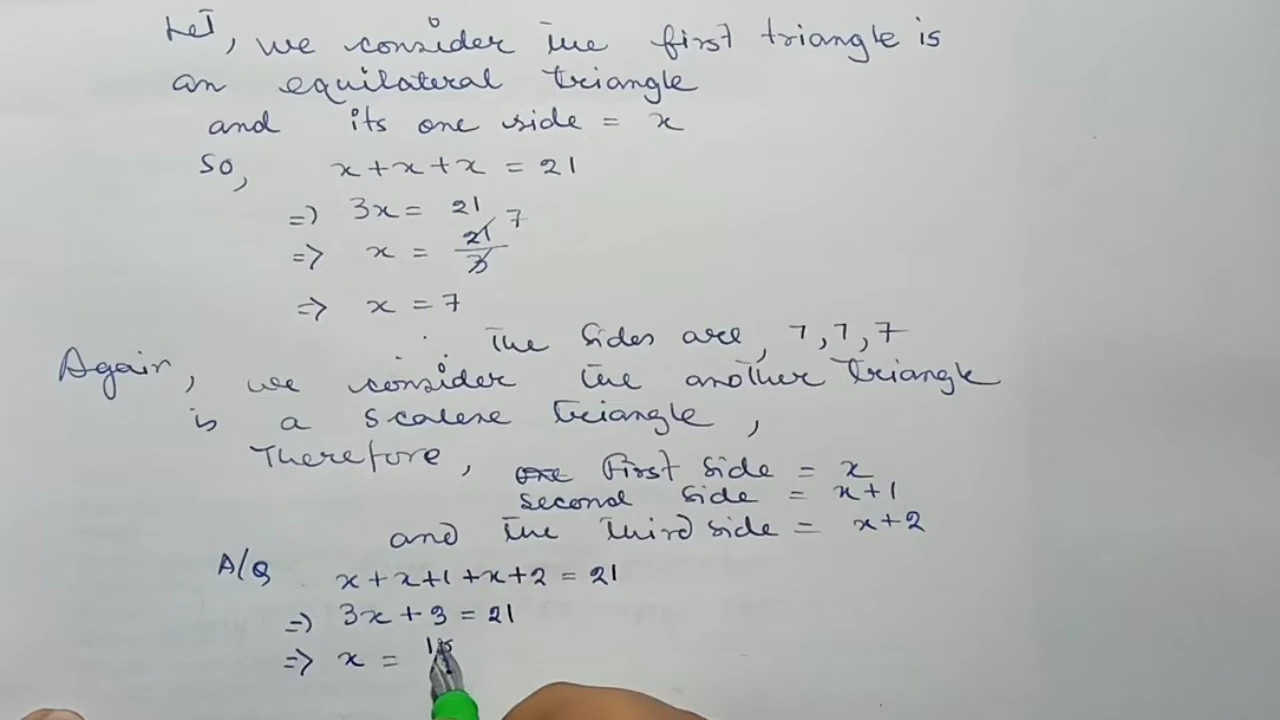 Let, we consider the first triangle is
an equilateral triangle
and its one side = x
So, x + x + x = 21
=> 3x = 21
=> x = 21/3 7
=> x = 7
∴ The sides are, 7, 7, 7
Again, we consider the another triangle
is a scalene triangle,
Therefore, One First side = x
second side = x+1
and the third side = x+2
A/Q x + x+1 + x+2 = 21
=> 3x + 3 = 21
=> x =